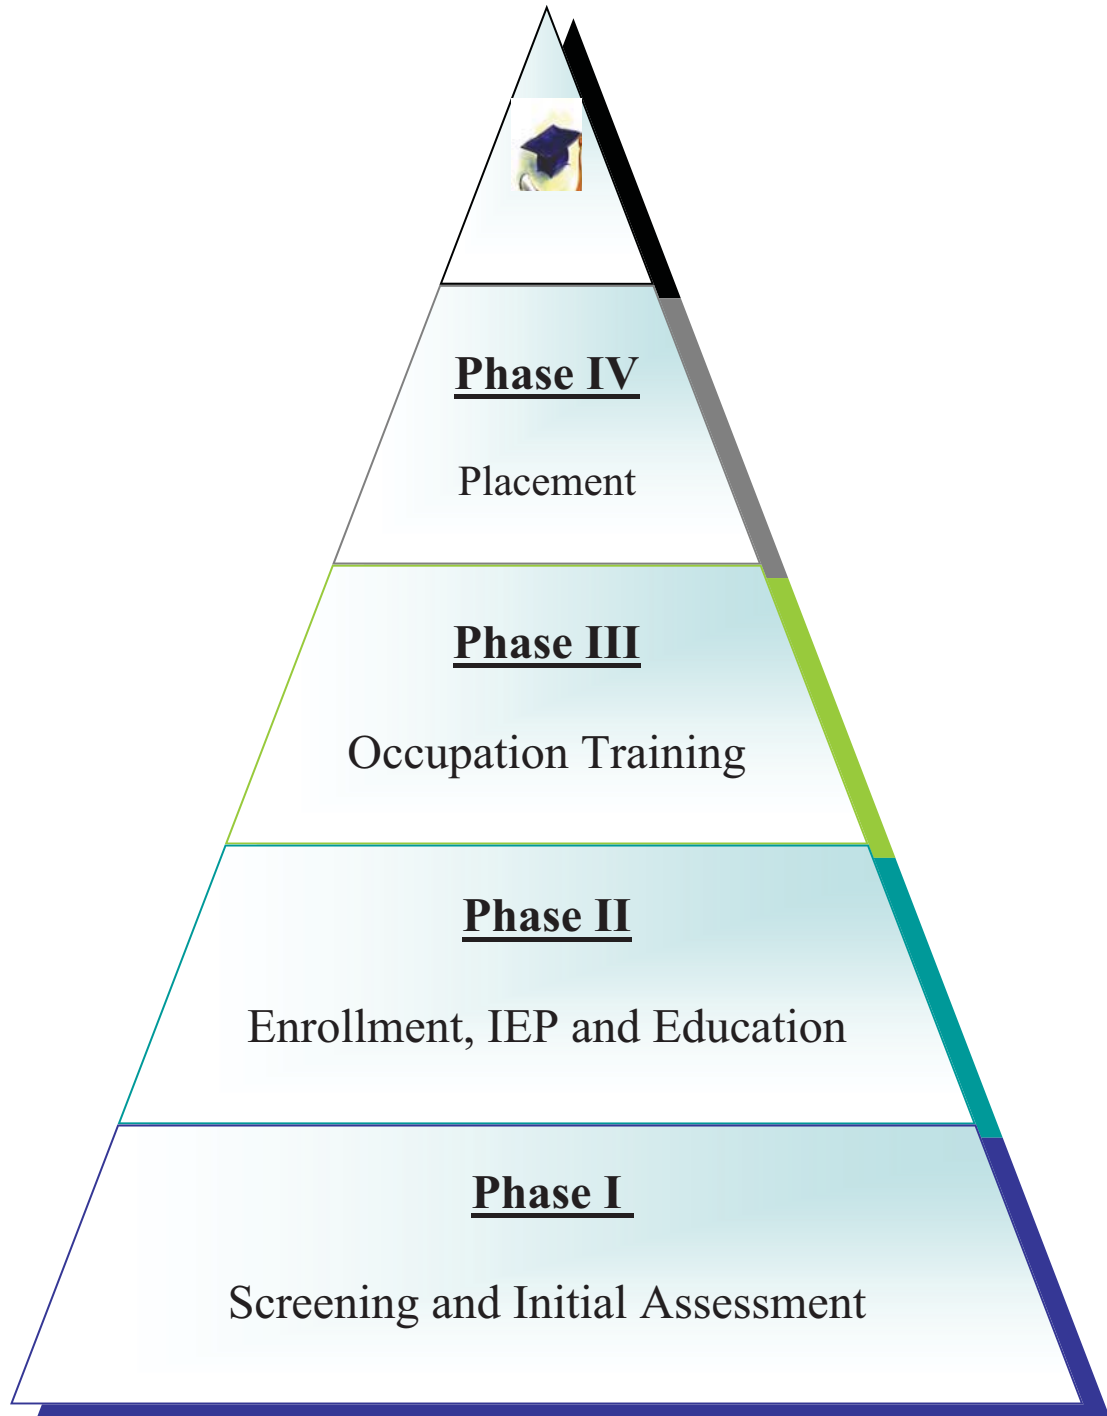 Phase IV
Placement
Phase III
Occupation Training
Phase II
Enrollment, IEP and Education
Phase I
Screening and Initial Assessment